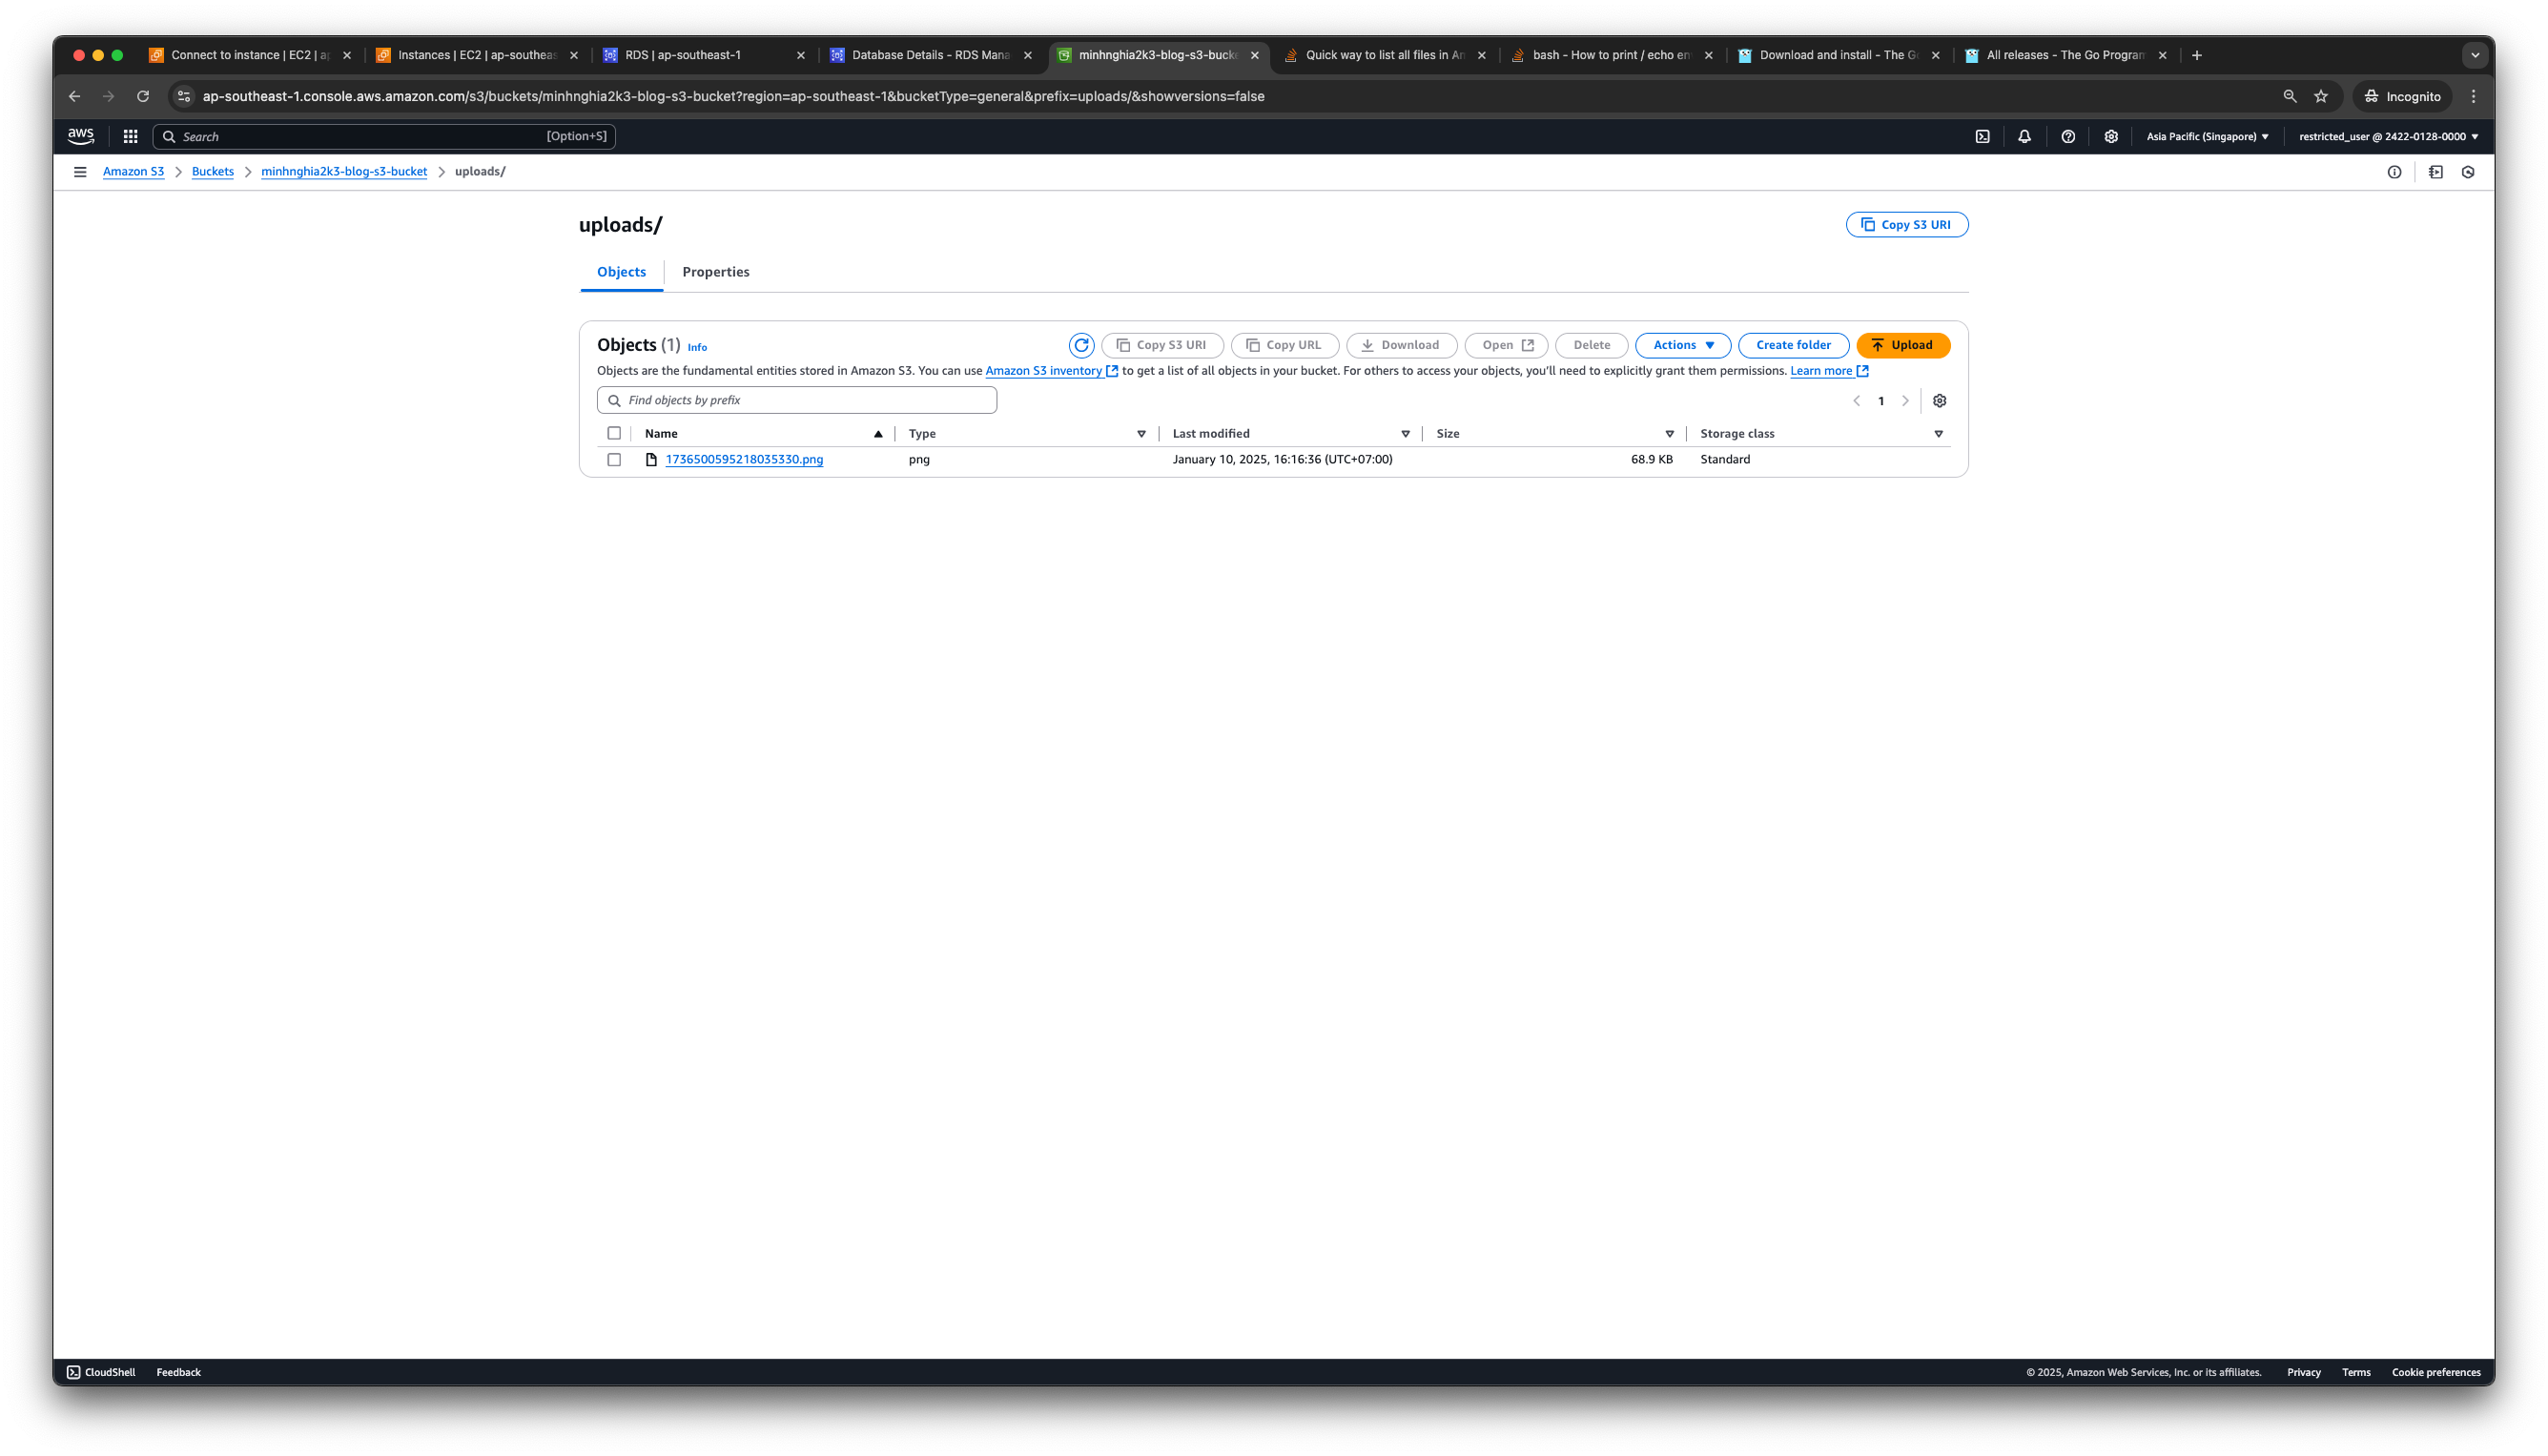 Connect to instance | EC2 | ap
Instances | EC2 | ap-southeas
RDS | ap-southeast-1
Database Details - RDS Mana
minhnghia2k3-blog-s3-bucke
Quick way to list all files in Am
bash - How to print / echo en
Download and install - The Go
All releases - The Go Program
ap-southeast-1.console.aws.amazon.com/s3/buckets/minhnghia2k3-blog-s3-bucket?region=ap-southeast-1&bucketType=general&prefix=uploads/&showversions=false
Incognito
aws
Search
[Option+S]
Asia Pacific (Singapore)
restricted_user @ 2422-0128-0000
Amazon S3
Buckets
minhnghia2k3-blog-s3-bucket
uploads/
uploads/
Copy S3 URI
Objects
Properties
Objects (1) Info
Copy S3 URI
Copy URL
Download
Open
Delete
Actions
Create folder
Upload
Objects are the fundamental entities stored in Amazon S3. You can use Amazon S3 inventory to get a list of all objects in your bucket. For others to access your objects, you'll need to explicitly grant them permissions. Learn more
Find objects by prefix
1
Name Type Last modified Size Storage class
1736500595218035330.png png January 10, 2025, 16:16:36 (UTC+07:00) 68.9 KB Standard
CloudShell
Feedback
© 2025, Amazon Web Services, Inc. or its affiliates.
Privacy
Terms
Cookie preferences